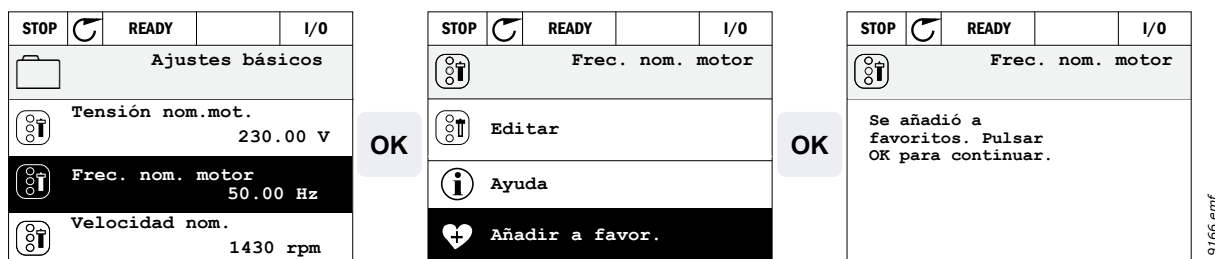 STOP READY I/O
Ajustes básicos
Tensión nom.mot.
230.00 V
Frec. nom. motor
50.00 Hz
Velocidad nom.
1430 rpm
OK
STOP READY I/O
Frec. nom. motor
Editar
Ayuda
Añadir a favor.
OK
STOP READY I/O
Frec. nom. motor
Se añadió a
favoritos. Pulsar
OK para continuar.
9166.emf